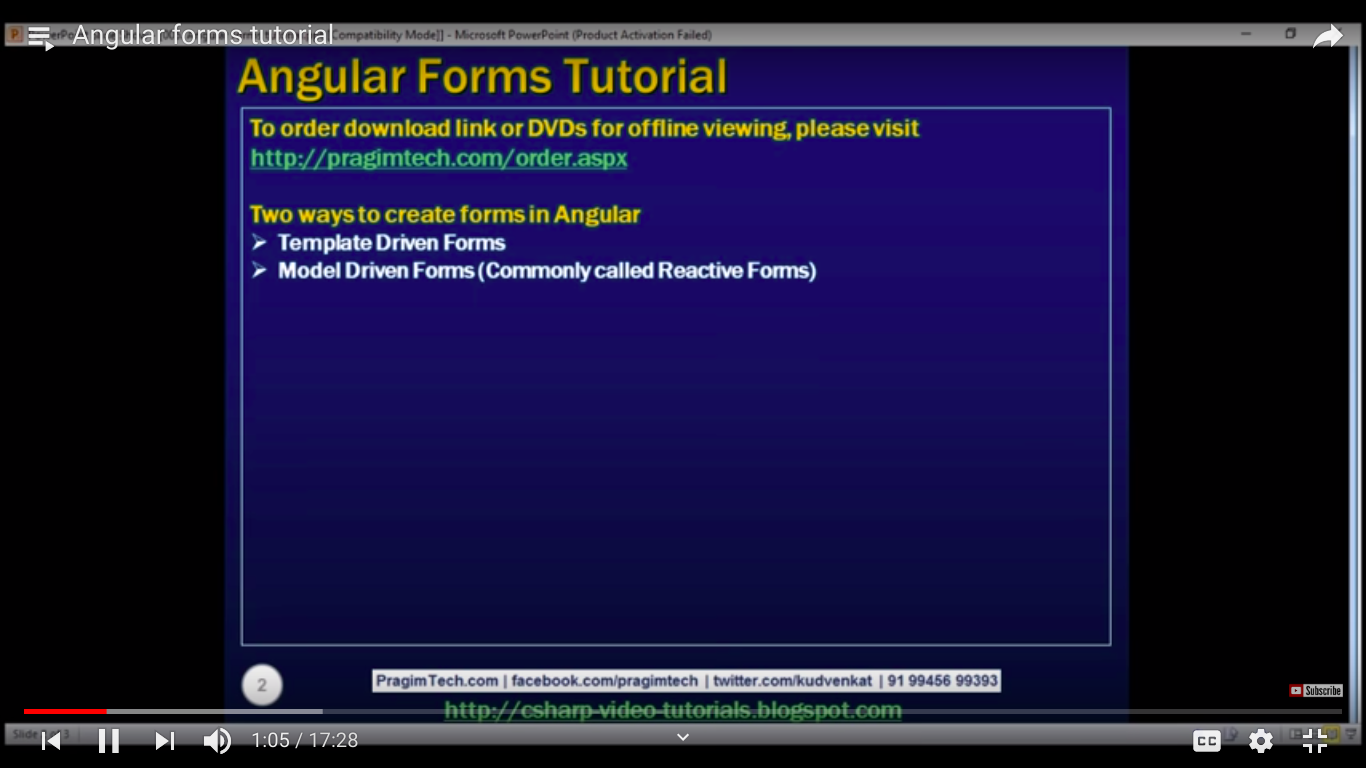 Angular forms tutorial
Compatibility Mode]] - Microsoft PowerPoint (Product Activation Failed)
Angular Forms Tutorial
To order download link or DVDs for offline viewing, please visit
http://pragimtech.com/order.aspx
Two ways to create forms in Angular
Template Driven Forms
Model Driven Forms (Commonly called Reactive Forms)
2
PragimTech.com | facebook.com/pragimtech | twitter.com/kudvenkat | 91 99456 99393
Subscribe
http://csharp-video-tutorials.blogspot.com
Slide
1:05 / 17:28
CC